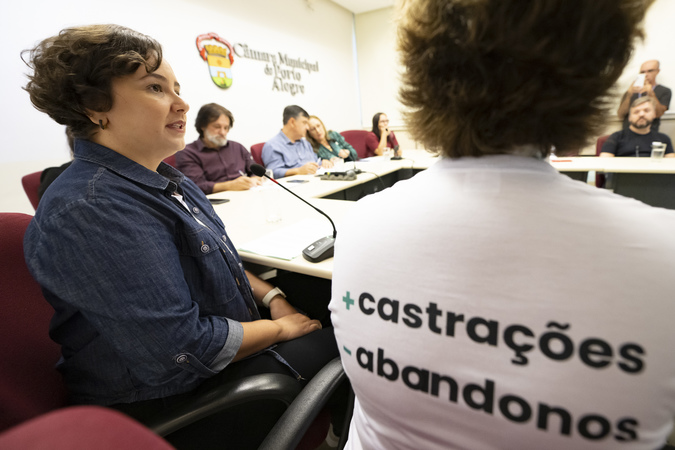 Câmara Municipal
de Porto
Alegre
+castrações
-abandonos